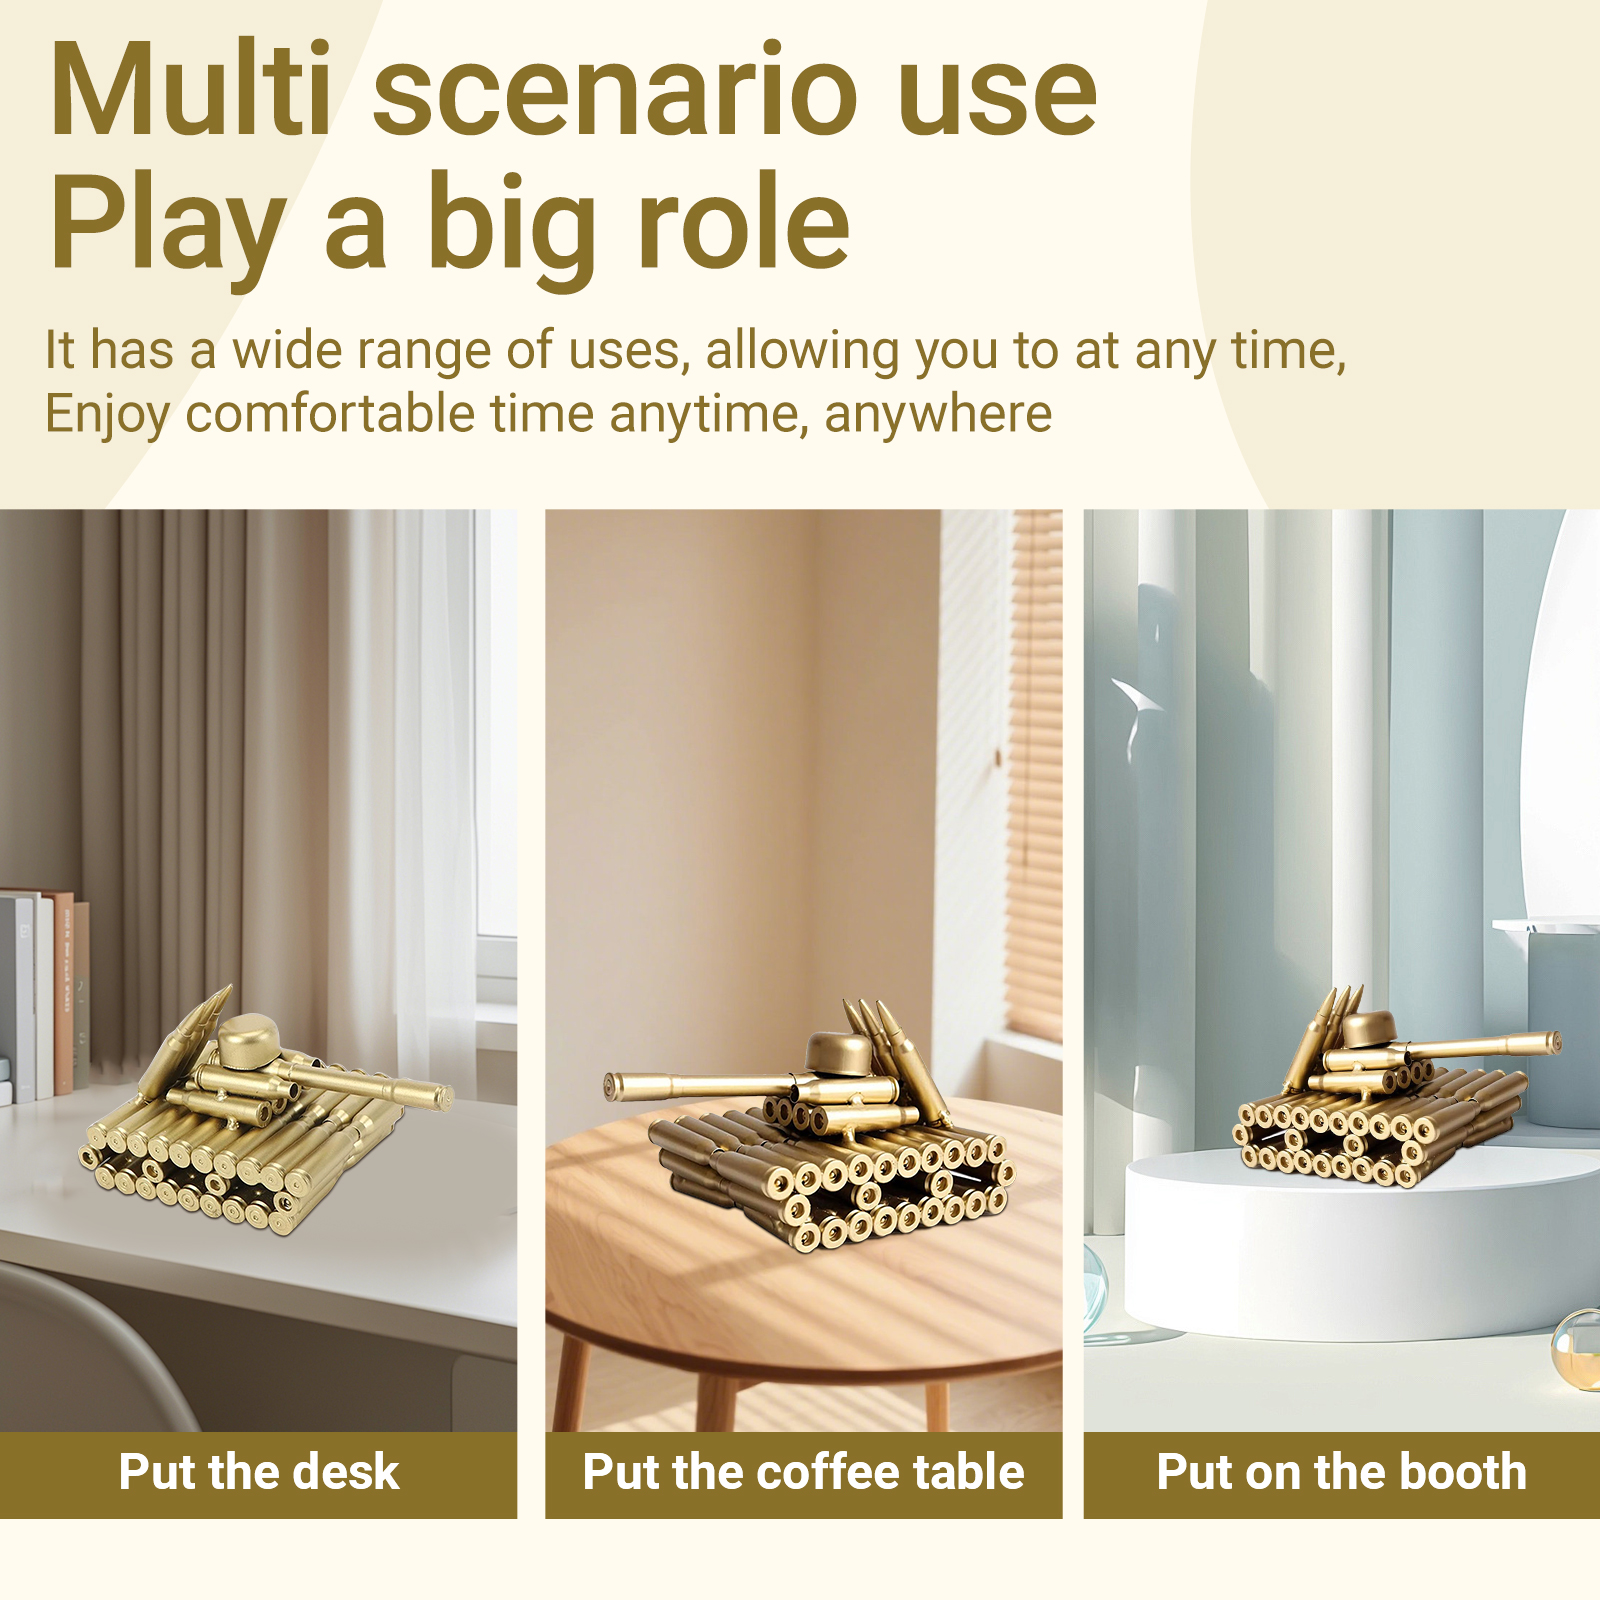 Multi scenario use
Play a big role
It has a wide range of uses, allowing you to at any time,
Enjoy comfortable time anytime, anywhere
Put the desk
Put the coffee table
Put on the booth